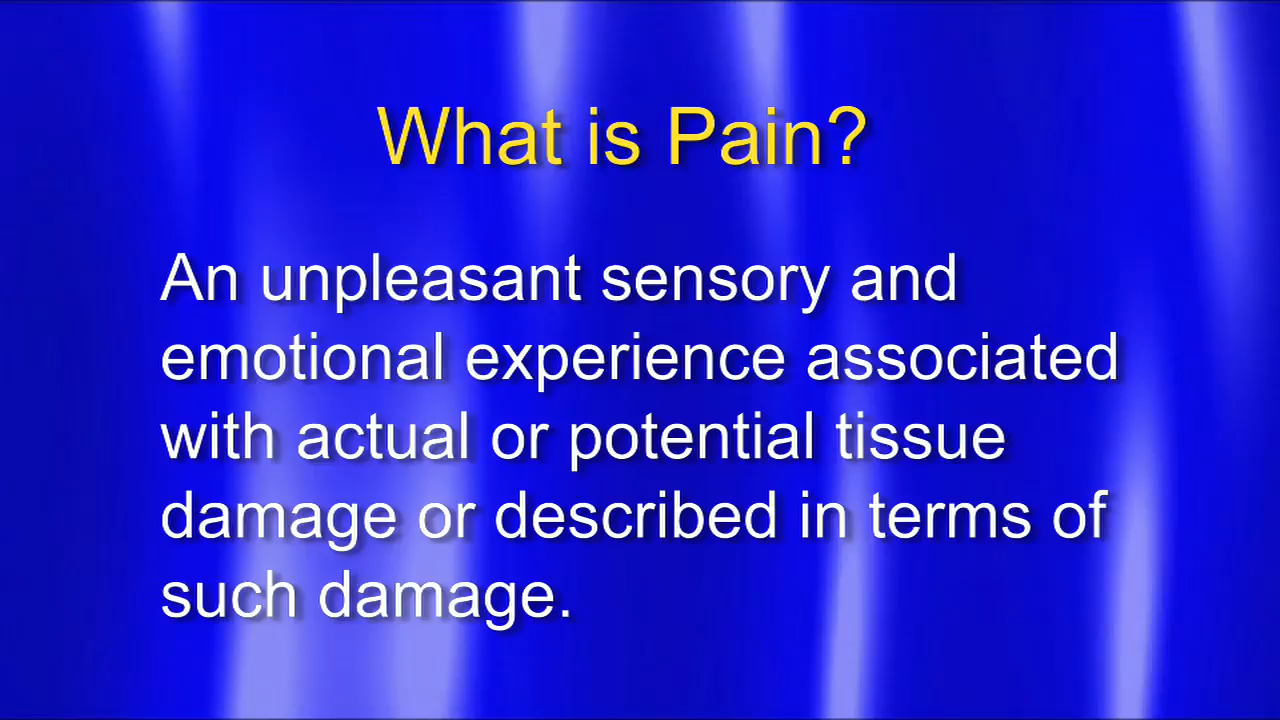 What is Pain?
An unpleasant sensory and
emotional experience associated
with actual or potential tissue
damage or described in terms of
such damage.